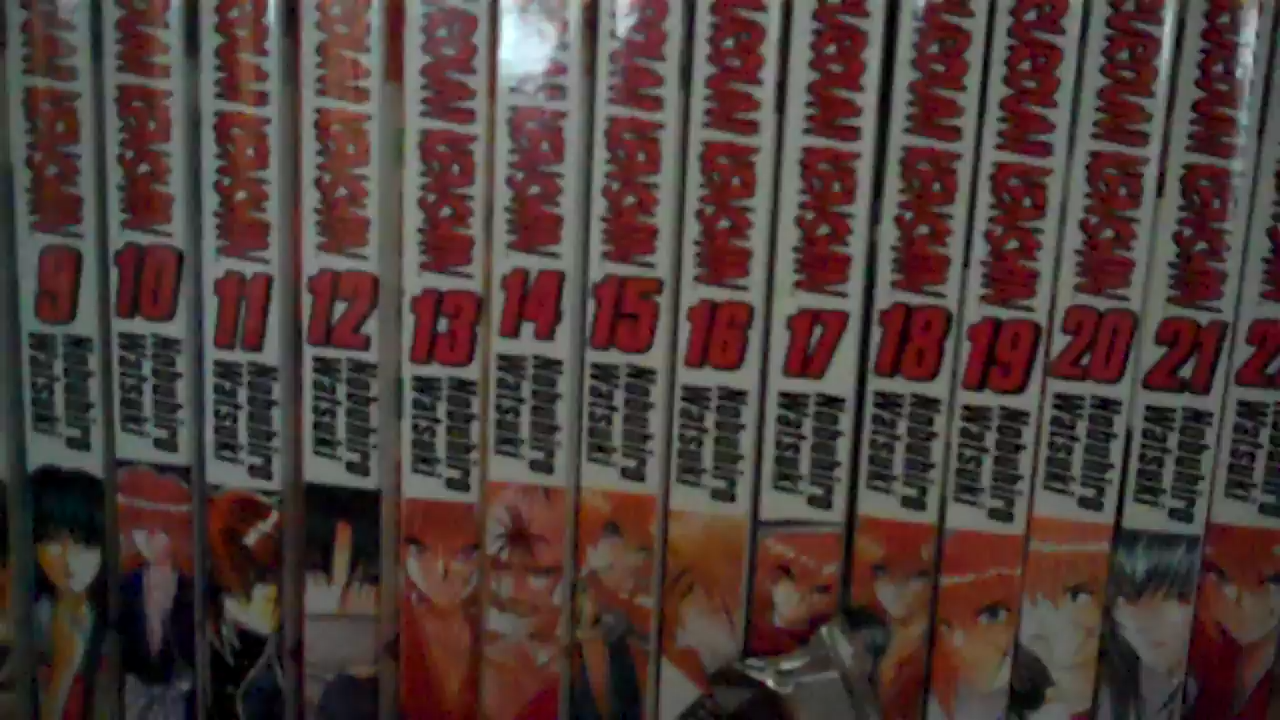 RUROUNI KENSHIN 9 Nobuhiro Watsuki
RUROUNI KENSHIN 10 Nobuhiro Watsuki
RUROUNI KENSHIN 11 Nobuhiro Watsuki
RUROUNI KENSHIN 12 Nobuhiro Watsuki
RUROUNI KENSHIN 13 Nobuhiro Watsuki
KENSHIN 14 Nobuhiro Watsuki
RUROUNI KENSHIN 15 Nobuhiro Watsuki
RUROUNI KENSHIN 16 Nobuhiro Watsuki
RUROUNI KENSHIN 17 Nobuhiro Watsuki
RUROUNI KENSHIN 18 Nobuhiro Watsuki
RUROUNI KENSHIN 19 Nobuhiro Watsuki
RUROUNI KENSHIN 20 Nobuhiro Watsuki
RUROUNI KENSHIN 21 Nobuhiro Watsuki
Nobuhiro Watsuki